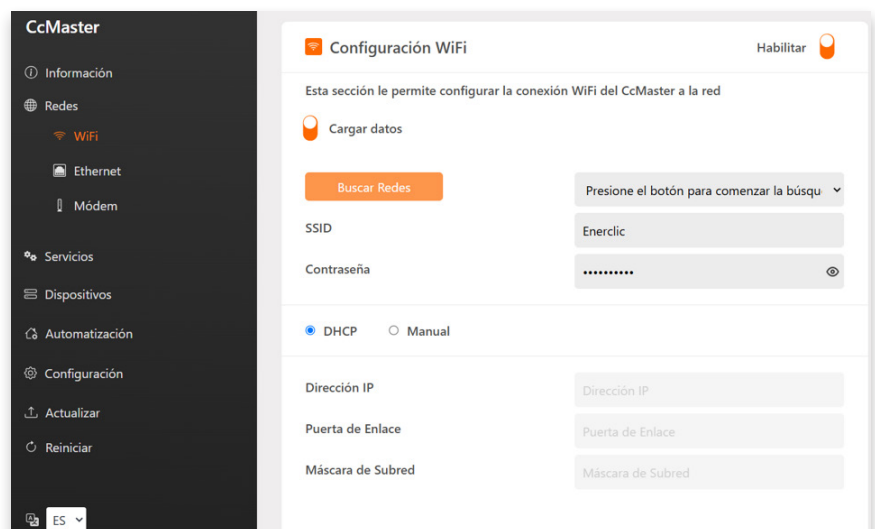 CcMaster
Información
Redes
WiFi
Ethernet
Módem
Servicios
Dispositivos
Automatización
Configuración
Actualizar
Reiniciar
ES
Configuración WiFi
Habilitar
Esta sección le permite configurar la conexión WiFi del CcMaster a la red
Cargar datos
Buscar Redes
Presione el botón para comenzar la búsqu
SSID
Enerclic
Contraseña
••••••••••
DHCP
Manual
Dirección IP
Dirección IP
Puerta de Enlace
Puerta de Enlace
Máscara de Subred
Máscara de Subred